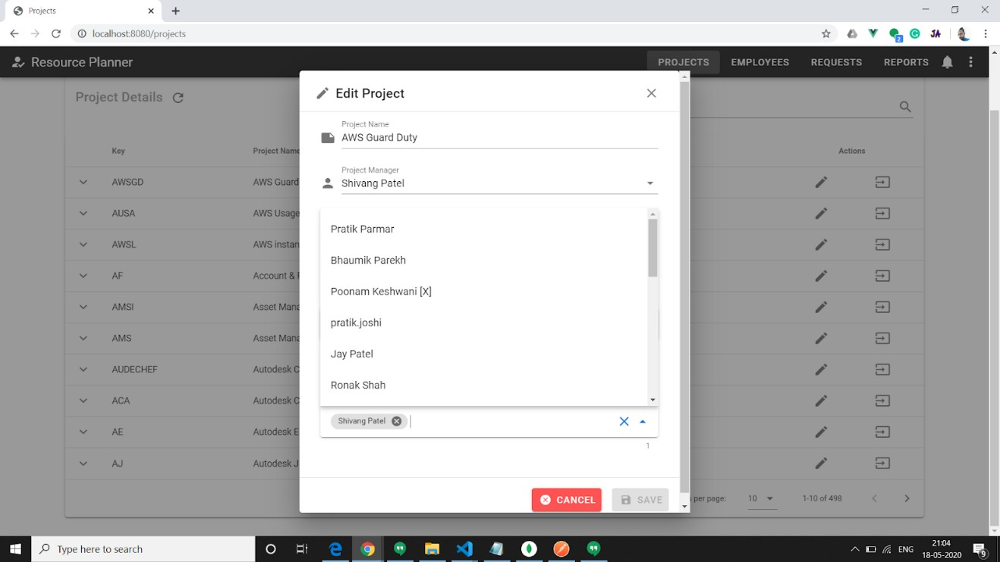 Projects
localhost:8080/projects
2
JA
Resource Planner
PROJECTS EMPLOYEES REQUESTS REPORTS
Project Details
Edit Project
Project Name
AWS Guard Duty
Project Manager
Shivang Patel
Key Project Name Actions
AWSGD AWS Guard
AUSA AWS Usage
AWSL AWS instan
AF Account &
AMSI Asset Mana
AMS Asset Mana
AUDECHEF Autodesk C
ACA Autodesk C
AE Autodesk E
AJ Autodesk J
Pratik Parmar
Bhaumik Parekh
Poonam Keshwani [X]
pratik.joshi
Jay Patel
Ronak Shah
Shivang Patel
1
CANCEL SAVE
per page: 10 1-10 of 498
Type here to search
ENG
21:04
18-05-2020
9